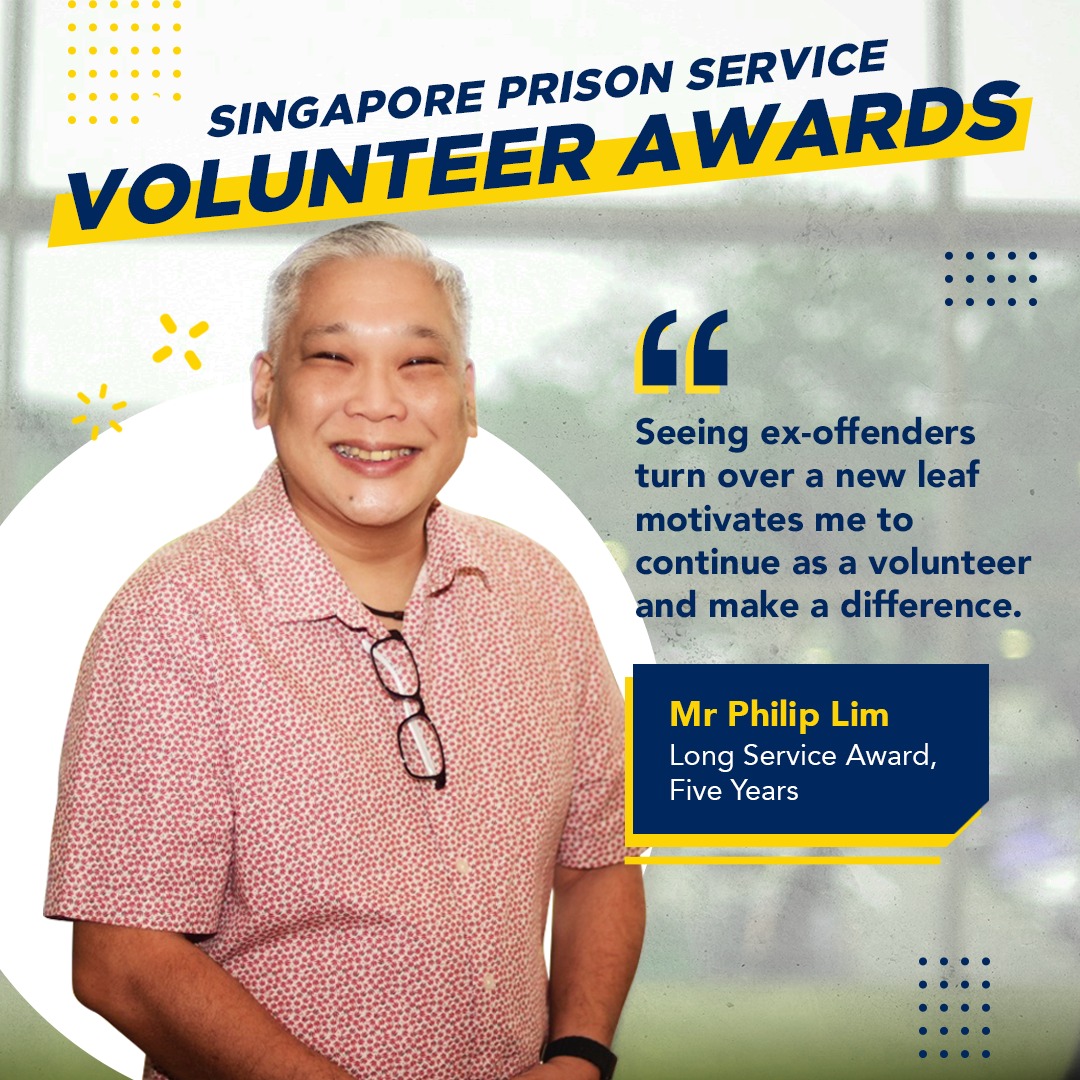 SINGAPORE PRISON SERVICE
VOLUNTEER AWARDS
“
Seeing ex-offenders
turn over a new leaf
motivates me to
continue as a volunteer
and make a difference.
Mr Philip Lim
Long Service Award,
Five Years